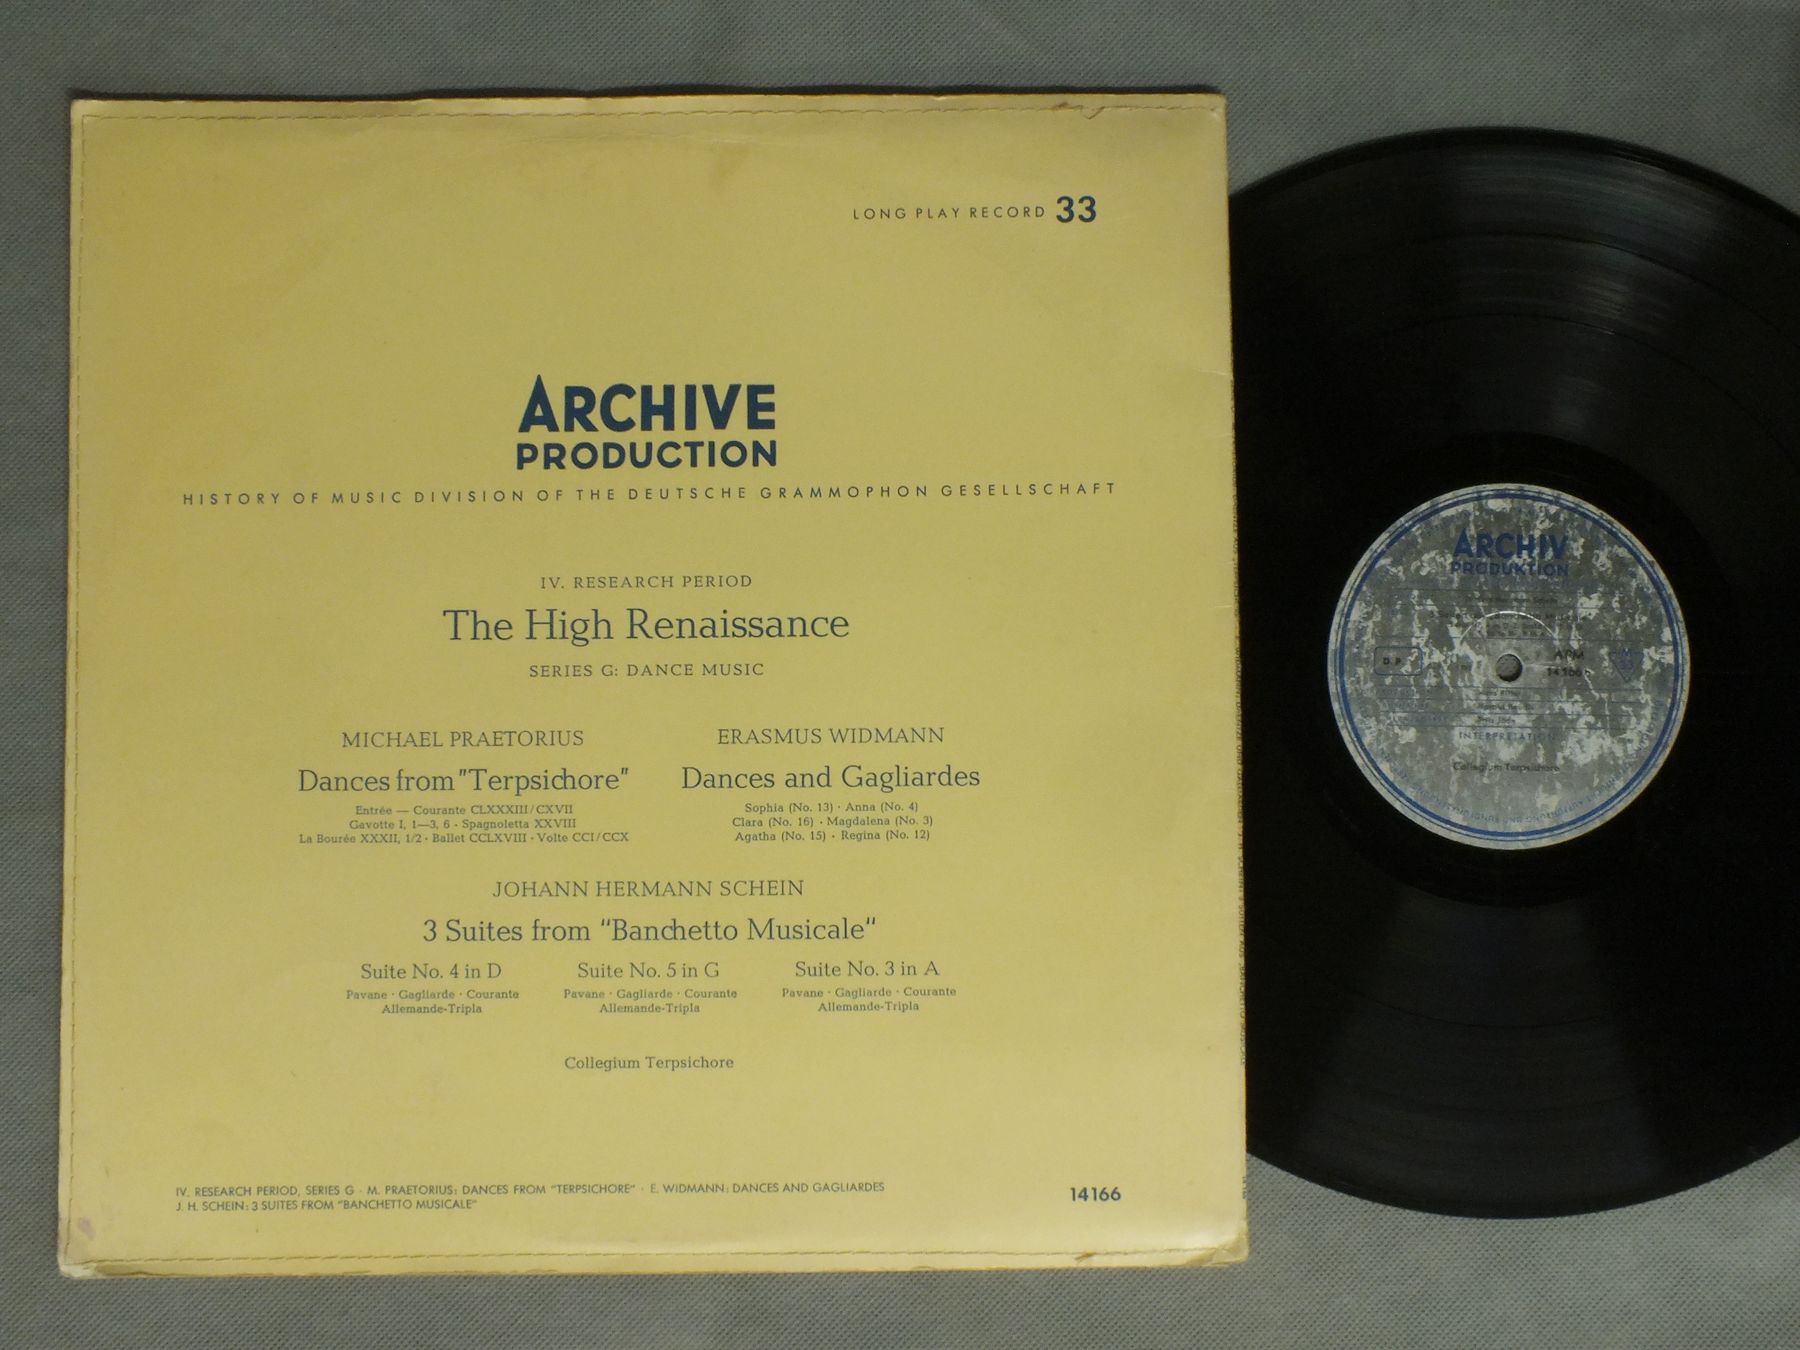 LONG PLAY RECORD 33
ARCHIVE
PRODUCTION
HISTORY OF MUSIC DIVISION OF THE DEUTSCHE GRAMMOPHON GESELLSCHAFT
IV. RESEARCH PERIOD
The High Renaissance
SERIES G: DANCE MUSIC
MICHAEL PRAETORIUS
Dances from "Terpsichore"
Entrée — Courante CLXXXIII/CXVII
Gavotte I, 1—3, 6 · Spagnoletta XXVIII
La Bourée XXXII, 1/2 · Ballet CCLXVIII · Volte CCI/CCX
ERASMUS WIDMANN
Dances and Gagliardes
Sophia (No. 13) · Anna (No. 4)
Clara (No. 16) · Magdalena (No. 3)
Agatha (No. 15) · Regina (No. 12)
JOHANN HERMANN SCHEIN
3 Suites from "Banchetto Musicale"
Suite No. 4 in D
Pavane · Gagliarde · Courante
Allemande-Tripla
Suite No. 5 in G
Pavane · Gagliarde · Courante
Allemande-Tripla
Suite No. 3 in A
Pavane · Gagliarde · Courante
Allemande-Tripla
Collegium Terpsichore
IV. RESEARCH PERIOD, SERIES G · M. PRAETORIUS: DANCES FROM "TERPSICHORE" · E. WIDMANN: DANCES AND GAGLIARDES
J. H. SCHEIN: 3 SUITES FROM "BANCHETTO MUSICALE"
14166
ARCHIV
PRODUKTION
D.P.
APM
14166
M
33
INTERPRETATION
Collegium Terpsichore